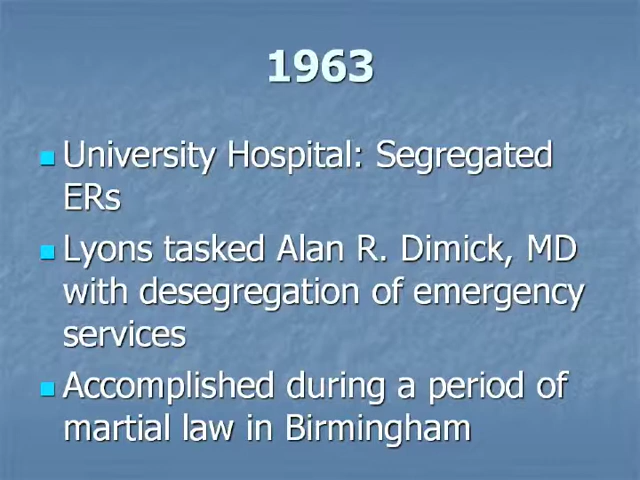 1963
University Hospital: Segregated
ERs
Lyons tasked Alan R. Dimick, MD
with desegregation of emergency
services
Accomplished during a period of
martial law in Birmingham